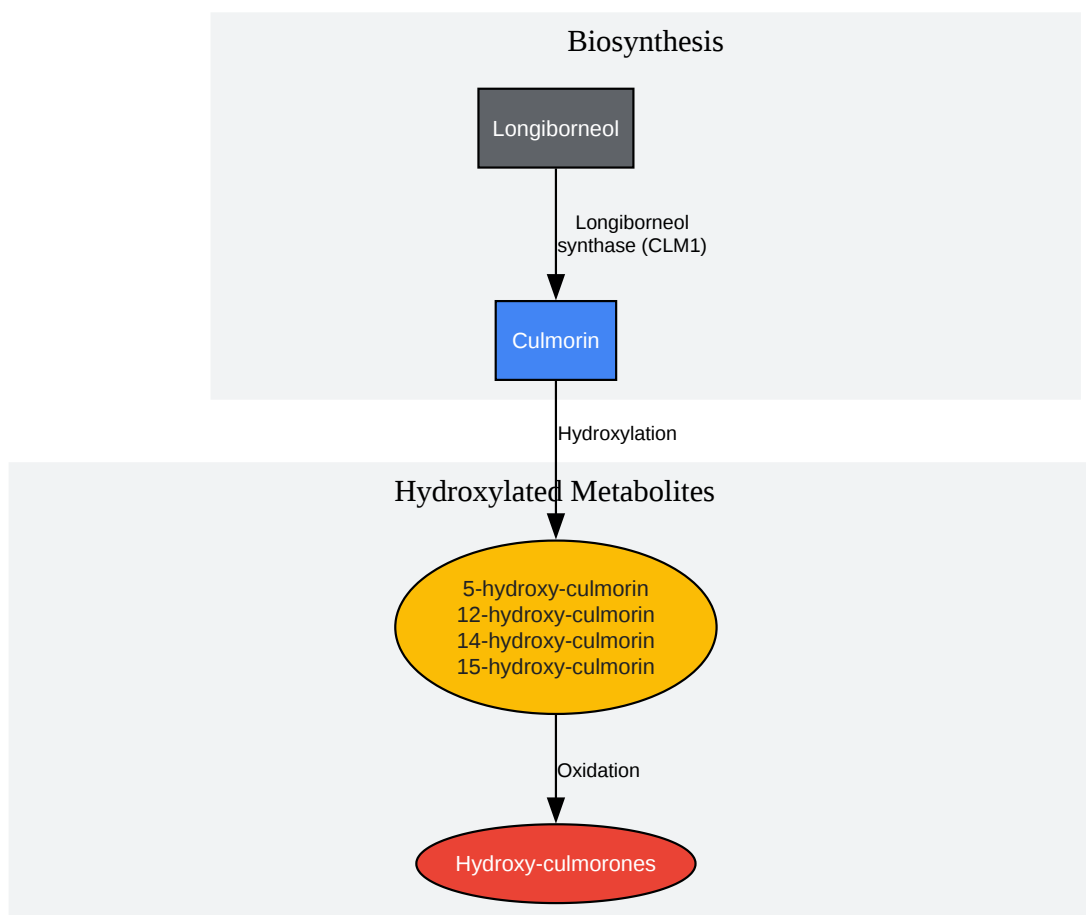 Biosynthesis
Longiborneol
Longiborneol
synthase (CLM1)
Culmorin
Hydroxylation
Hydroxylated Metabolites
5-hydroxy-culmorin
12-hydroxy-culmorin
14-hydroxy-culmorin
15-hydroxy-culmorin
Oxidation
Hydroxy-culmorones